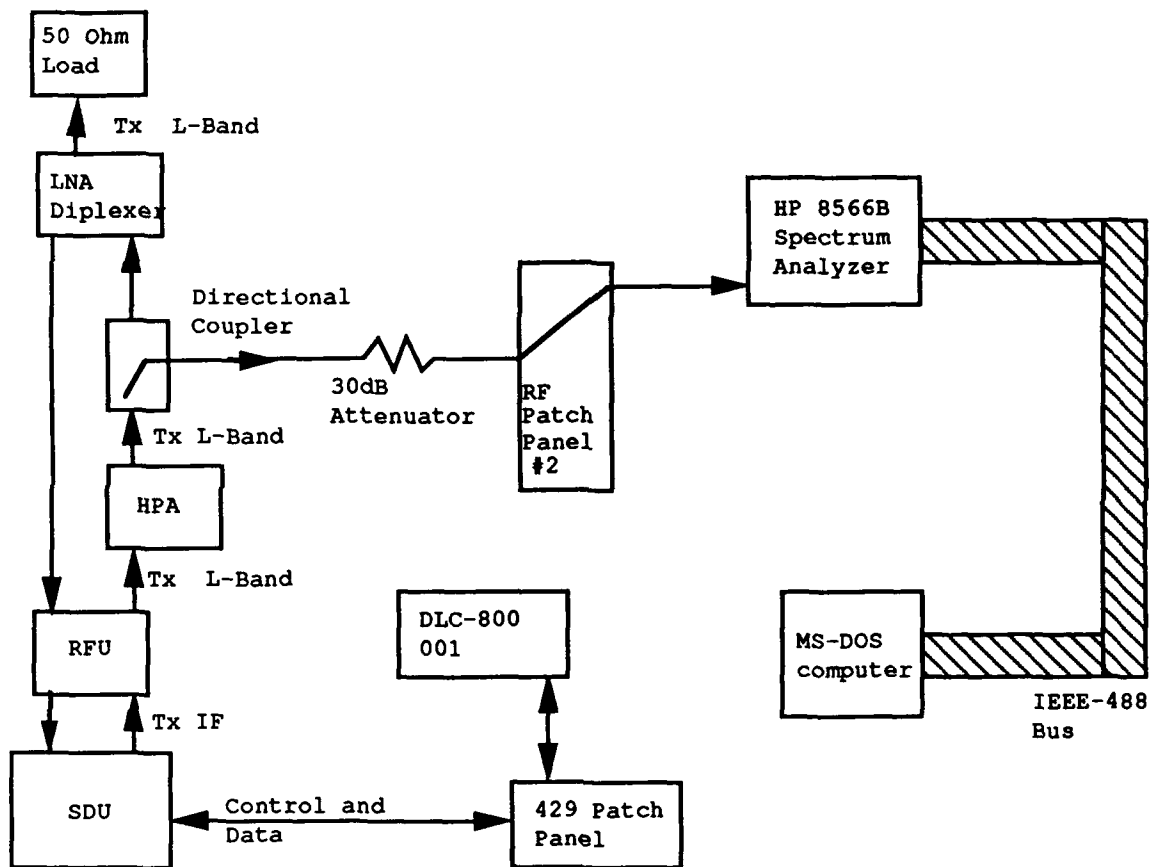 50 Ohm
Load
Tx L-Band
LNA
Diplexer
HP 8566B
Spectrum
Analyzer
Directional
Coupler
30dB
Attenuator
RF
Patch
Panel
#2
Tx L-Band
HPA
Tx L-Band
DLC-800
001
RFU
MS-DOS
computer
IEEE-488
Bus
Tx IF
SDU
Control and
Data
429 Patch
Panel